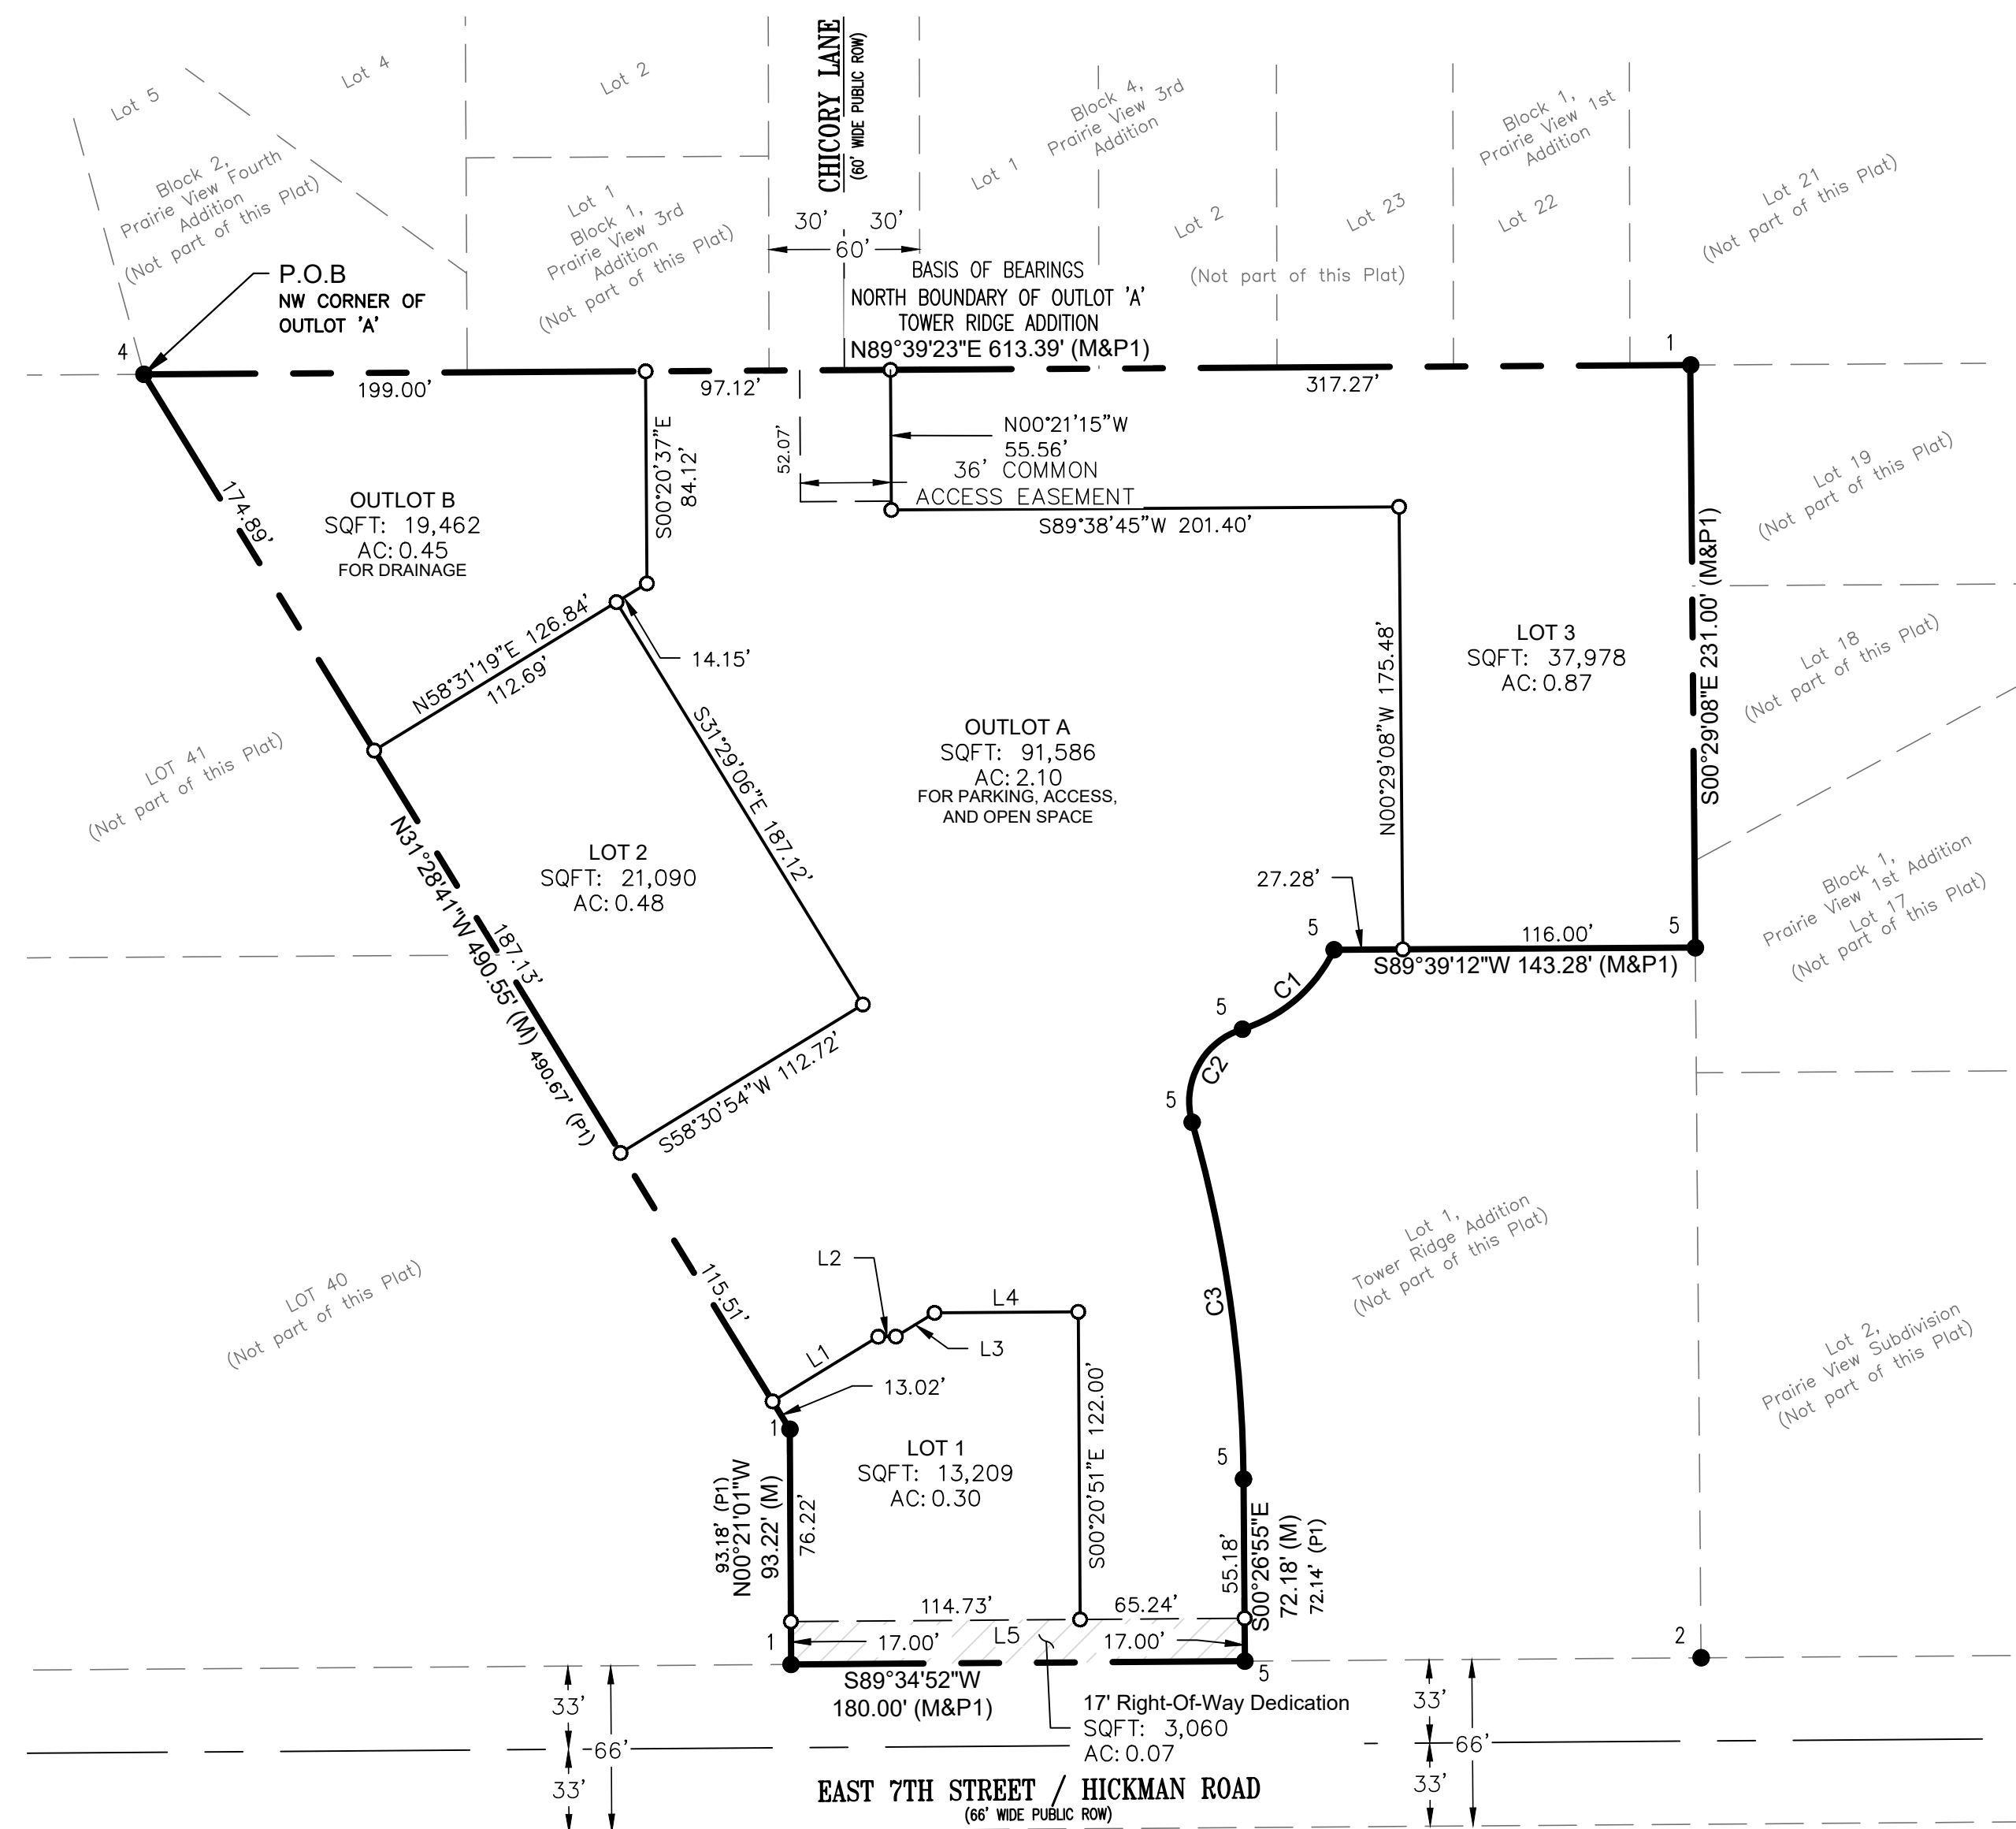 CHICORY LANE
(60' WIDE PUBLIC ROW)
Lot 5
Lot 4
Lot 2
Block 2,
Prairie View Fourth
Addition
(Not part of this Plat)
Lot 1
Block 1,
Prairie View 3rd
Addition
(Not part of this Plat)
Lot 1
Block 4,
Prairie View 3rd
Addition
Lot 2
Lot 23
Block 1,
Prairie View 1st
Addition
Lot 22
(Not part of this Plat)
Lot 21
(Not part of this Plat)
30' 30'
60'
BASIS OF BEARINGS
NORTH BOUNDARY OF OUTLOT 'A'
TOWER RIDGE ADDITION
N89°39'23"E 613.39' (M&P1)
P.O.B
NW CORNER OF
OUTLOT 'A'
4
1
199.00'
97.12'
317.27'
S00°20'37"E
84.12'
52.07'
N00°21'15"W
55.56'
36' COMMON
ACCESS EASEMENT
S89°38'45"W 201.40'
174.89'
OUTLOT B
SQFT: 19,462
AC: 0.45
FOR DRAINAGE
N58°31'19"E 126.84'
112.69'
14.15'
Lot 19
(Not part of this Plat)
S00°29'08"E 231.00' (M&P1)
LOT 3
SQFT: 37,978
AC: 0.87
N00°29'08"W 175.48'
Lot 18
(Not part of this Plat)
LOT 41
(Not part of this Plat)
S31°29'06"E 187.12'
OUTLOT A
SQFT: 91,586
AC: 2.10
FOR PARKING, ACCESS,
AND OPEN SPACE
LOT 2
SQFT: 21,090
AC: 0.48
N31°28'41"W 490.55' (M) 490.67' (P1)
187.13'
27.28'
5
116.00'
5
S89°39'12"W 143.28' (M&P1)
Block 1,
Prairie View 1st Addition
Lot 17
(Not part of this Plat)
C1
5
C2
5
S58°30'54"W 112.72'
C3
Lot 1,
Tower Ridge Addition
(Not part of this Plat)
LOT 40
(Not part of this Plat)
115.51'
L2
L4
L1
L3
13.02'
1
Lot 2,
Prairie View Subdivision
(Not part of this Plat)
LOT 1
SQFT: 13,209
AC: 0.30
S00°20'51"E 122.00'
93.18' (P1)
N00°21'01"W
93.22' (M)
76.22'
5
55.18'
S00°26'55"E
72.18' (M)
72.14' (P1)
114.73'
65.24'
1
17.00'
L5
17.00'
2
5
S89°34'52"W
180.00' (M&P1)
17' Right-Of-Way Dedication
SQFT: 3,060
AC: 0.07
33'
66'
33'
33'
66'
33'
EAST 7TH STREET / HICKMAN ROAD
(66' WIDE PUBLIC ROW)